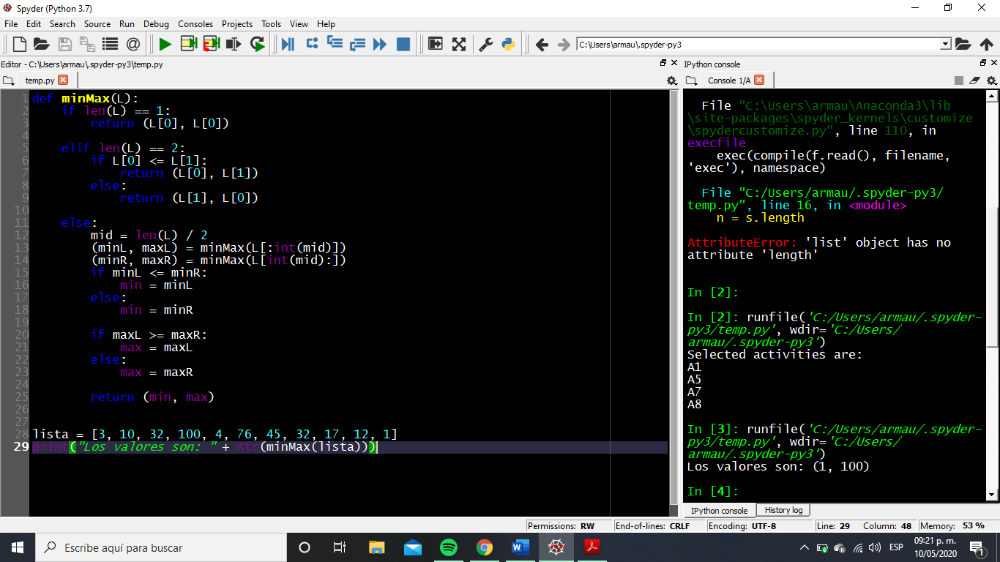 Spyder (Python 3.7)
File Edit Search Source Run Debug Consoles Projects Tools View Help
C:\Users\armau\.spyder-py3
Editor - C:\Users\armau\.spyder-py3\temp.py
temp.py
1 def minMax(L):
2     if len(L) == 1:
3         return (L[0], L[0])
4
5     elif len(L) == 2:
6         if L[0] <= L[1]:
7             return (L[0], L[1])
8         else:
9             return (L[1], L[0])
10
11     else:
12         mid = len(L) / 2
13         (minL, maxL) = minMax(L[:int(mid)])
14         (minR, maxR) = minMax(L[int(mid):])
15         if minL <= minR:
16             min = minL
17         else:
18             min = minR
19
20         if maxL >= maxR:
21             max = maxL
22         else:
23             max = maxR
24
25         return (min, max)
26
27
28 lista = [3, 10, 32, 100, 4, 76, 45, 32, 17, 12, 1]
29 print("Los valores son: " + str(minMax(lista)))
IPython console
Console 1/A
File "C:\Users\armau\Anaconda3\lib
\site-packages\spyder_kernels\customize
\spydercustomize.py", line 110, in
execfile
exec(compile(f.read(), filename,
'exec'), namespace)
File "C:/Users/armau/.spyder-py3/
temp.py", line 16, in <module>
n = s.length
AttributeError: 'list' object has no
attribute 'length'
In [2]:
In [2]: runfile('C:/Users/armau/.spyder-
py3/temp.py', wdir='C:/Users/
armau/.spyder-py3')
Selected activities are:
A1
A5
A7
A8
In [3]: runfile('C:/Users/armau/.spyder-
py3/temp.py', wdir='C:/Users/
armau/.spyder-py3')
Los valores son: (1, 100)
In [4]:
IPython console History log
Permissions: RW End-of-lines: CRLF Encoding: UTF-8 Line: 29 Column: 48 Memory: 53 %
Escribe aquí para buscar
ESP
09:21 p. m.
10/05/2020
1